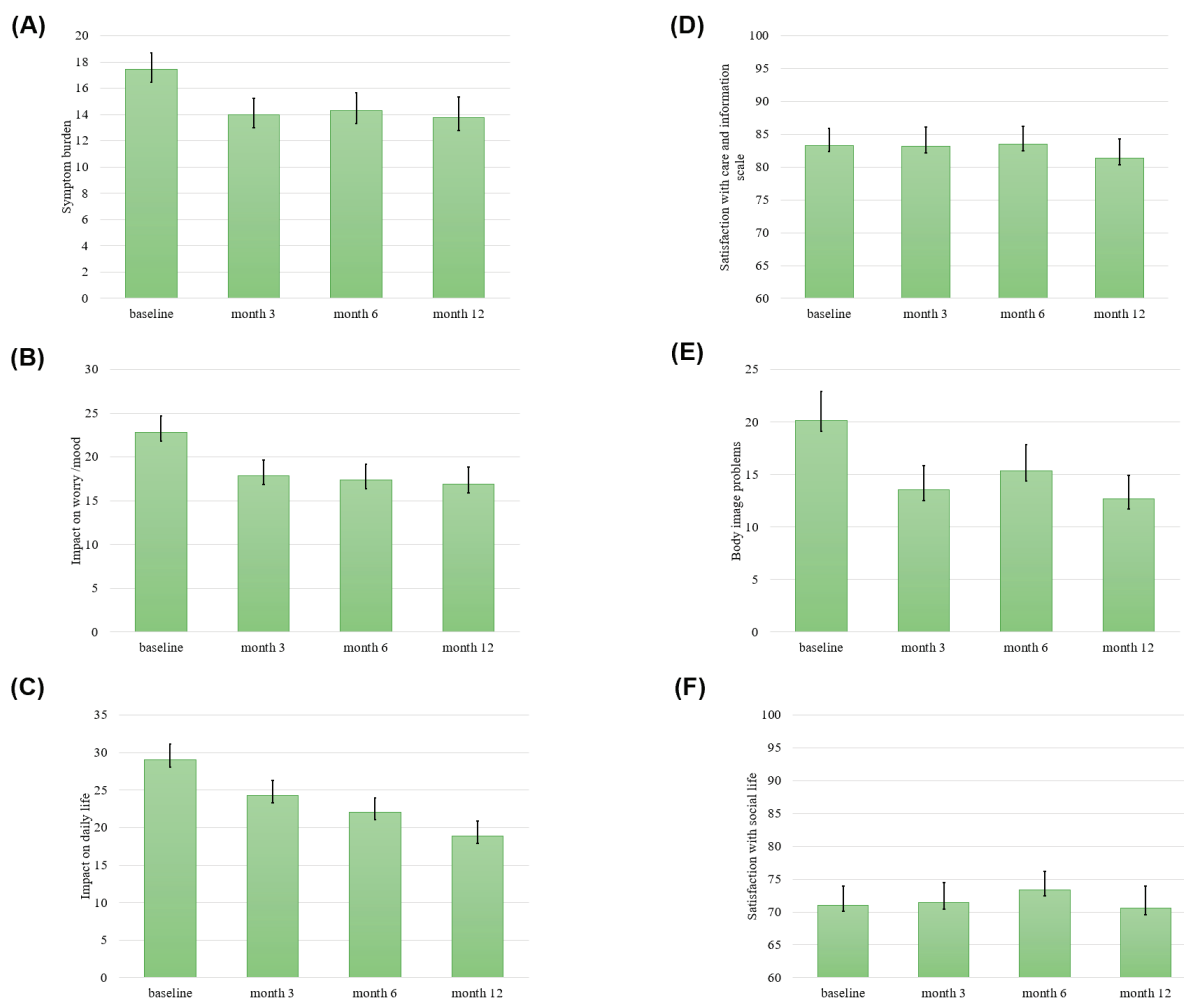 (A)
Symptom burden
20
18
16
14
12
10
8
6
4
2
0
baseline month 3 month 6 month 12
(B)
Impact on worry /mood
30
25
20
15
10
5
0
baseline month 3 month 6 month 12
(C)
Impact on daily life
35
30
25
20
15
10
5
0
baseline month 3 month 6 month 12
(D)
Satisfaction with care and information
scale
100
95
90
85
80
75
70
65
60
baseline month 3 month 6 month 12
(E)
Body image problems
25
20
15
10
5
0
baseline month 3 month 6 month 12
(F)
Satisfaction with social life
100
95
90
85
80
75
70
65
60
baseline month 3 month 6 month 12